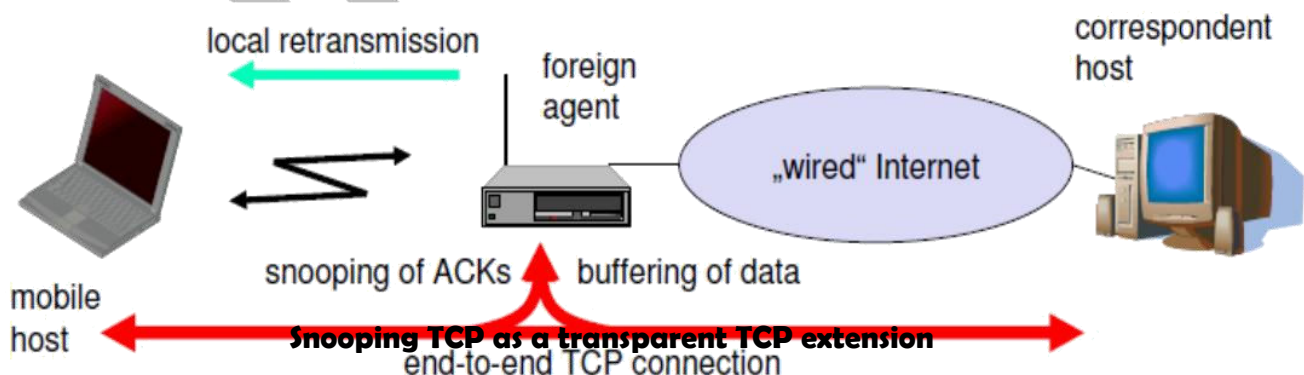 local retransmission
correspondent
host
foreign
agent
„wired“ Internet
snooping of ACKs
buffering of data
mobile
host
Snooping TCP as a transparent TCP extension
end-to-end TCP connection